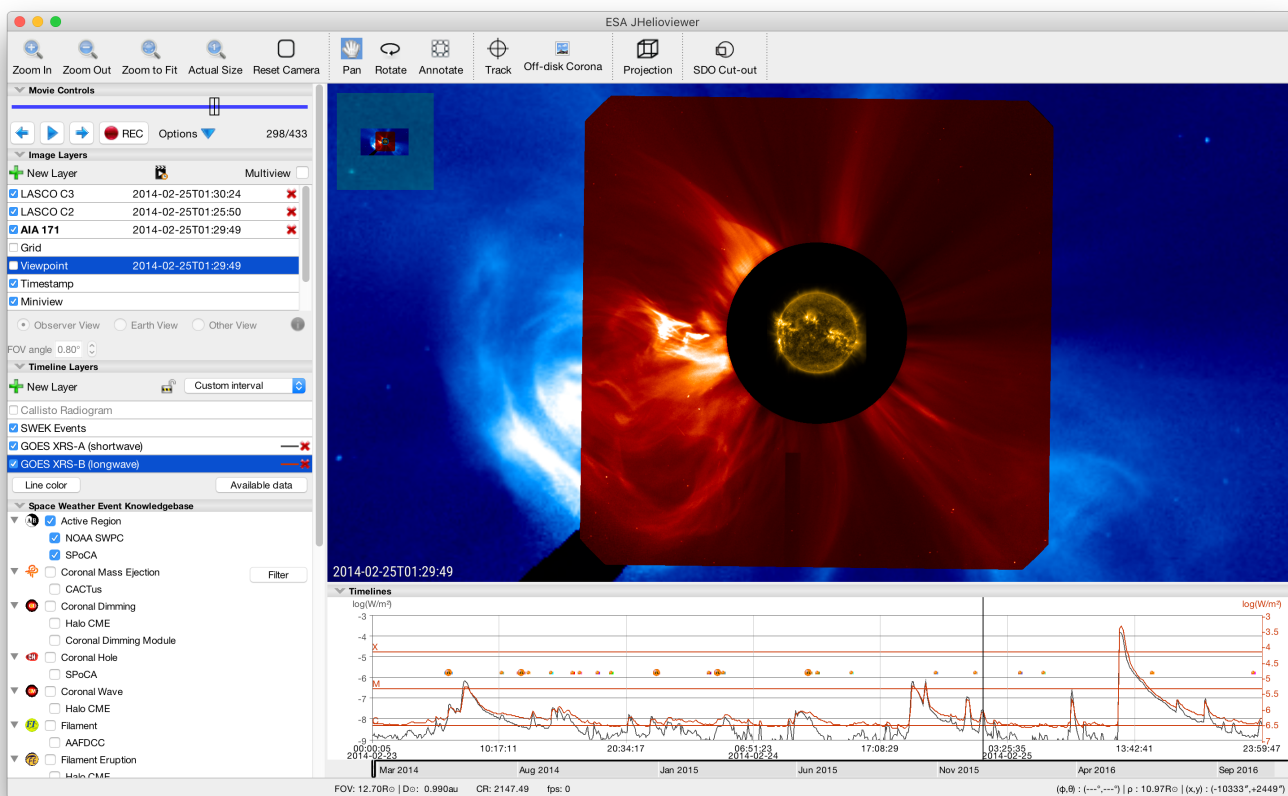 ESA JHelioviewer
Zoom In Zoom Out Zoom to Fit Actual Size Reset Camera Pan Rotate Annotate Track Off-disk Corona Projection SDO Cut-out
Movie Controls
REC Options 298/433
Image Layers
New Layer Multiview
LASCO C3 2014-02-25T01:30:24
LASCO C2 2014-02-25T01:25:50
AIA 171 2014-02-25T01:29:49
Grid
Viewpoint 2014-02-25T01:29:49
Timestamp
Miniview
Observer View Earth View Other View
FOV angle 0.80°
Timeline Layers
New Layer Custom interval
Callisto Radiogram
SWEK Events
GOES XRS-A (shortwave)
GOES XRS-B (longwave)
Line color Available data
Space Weather Event Knowledgebase
Active Region
NOAA SWPC
SPoCA
Coronal Mass Ejection Filter
CACTus
Coronal Dimming
Halo CME
Coronal Dimming Module
Coronal Hole
SPoCA
Coronal Wave
Halo CME
Filament
AAFDCC
Filament Eruption
Halo CME
2014-02-25T01:29:49
Timelines
log(W/m²) log(W/m²)
-3 -3
-3.5
-4 -4
X
-4.5
-5
-5
-6 -5.5
M
-6
-7
-8 -6.5
-9 -7
00:00:05 10:17:11 20:34:17 06:51:23 17:08:29 03:25:35 13:42:41 23:59:47
2014-02-23 2014-02-24 2014-02-25
Mar 2014 Aug 2014 Jan 2015 Jun 2015 Nov 2015 Apr 2016 Sep 2016
FOV: 12.70R⊙ | D⊙: 0.990au CR: 2147.49 fps: 0 (φ,θ) : (---°,---°) | ρ : 10.97R⊙ | (x,y) : (-10333″,+2449″)